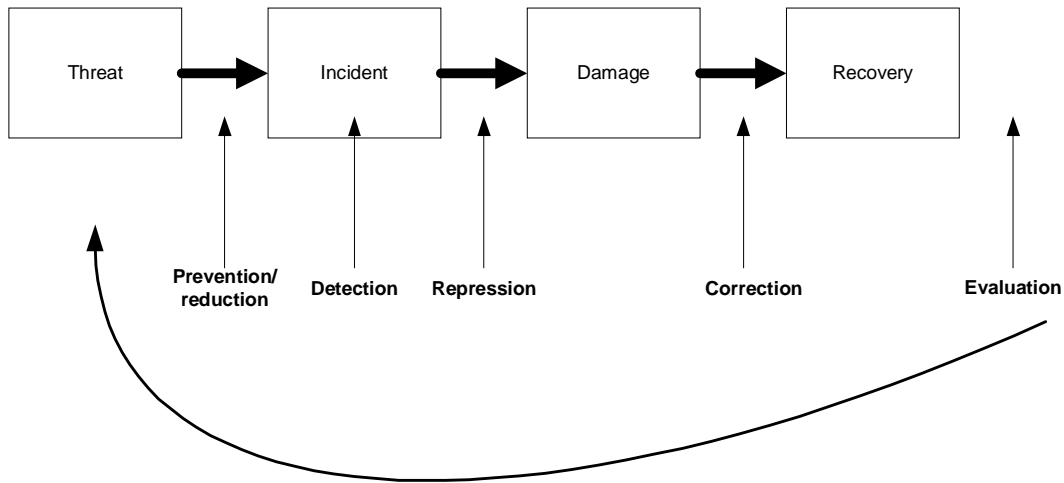 Threat
Incident
Damage
Recovery
Prevention/
reduction
Detection
Repression
Correction
Evaluation